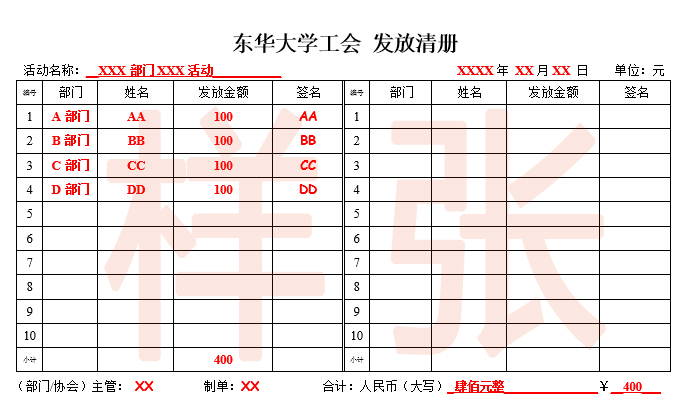 东华大学工会 发放清册
活动名称: XXX 部门 XXX 活动 XXXX 年 XX 月 XX 日 单位: 元
编号 部门 姓名 发放金额 签名 编号 部门 姓名 发放金额 签名
1 A 部门 AA 100 AA 1
2 B 部门 BB 100 BB 2
3 C 部门 CC 100 CC 3
4 D 部门 DD 100 DD 4
5 5
6 6
7 7
8 8
9 9
10 10
小计 400 小计
(部门/协会)主管: XX 制单: XX 合计: 人民币(大写) 肆佰元整 ¥ 400
样张